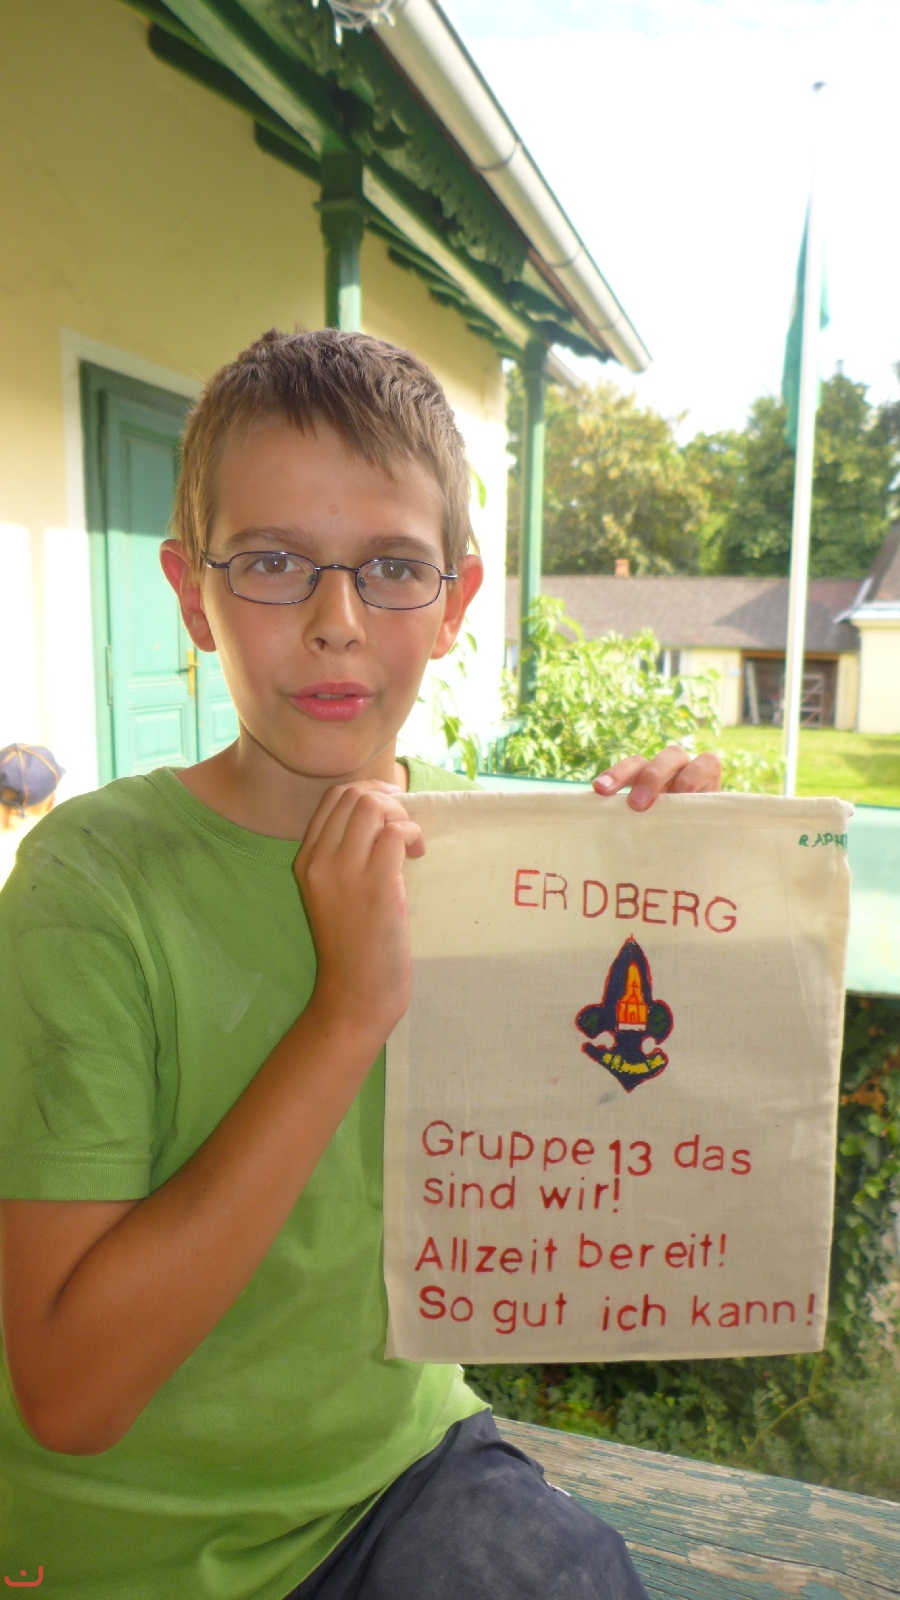 ERDBERG
Gruppe 13 das
sind wir!
Allzeit bereit!
So gut ich kann!